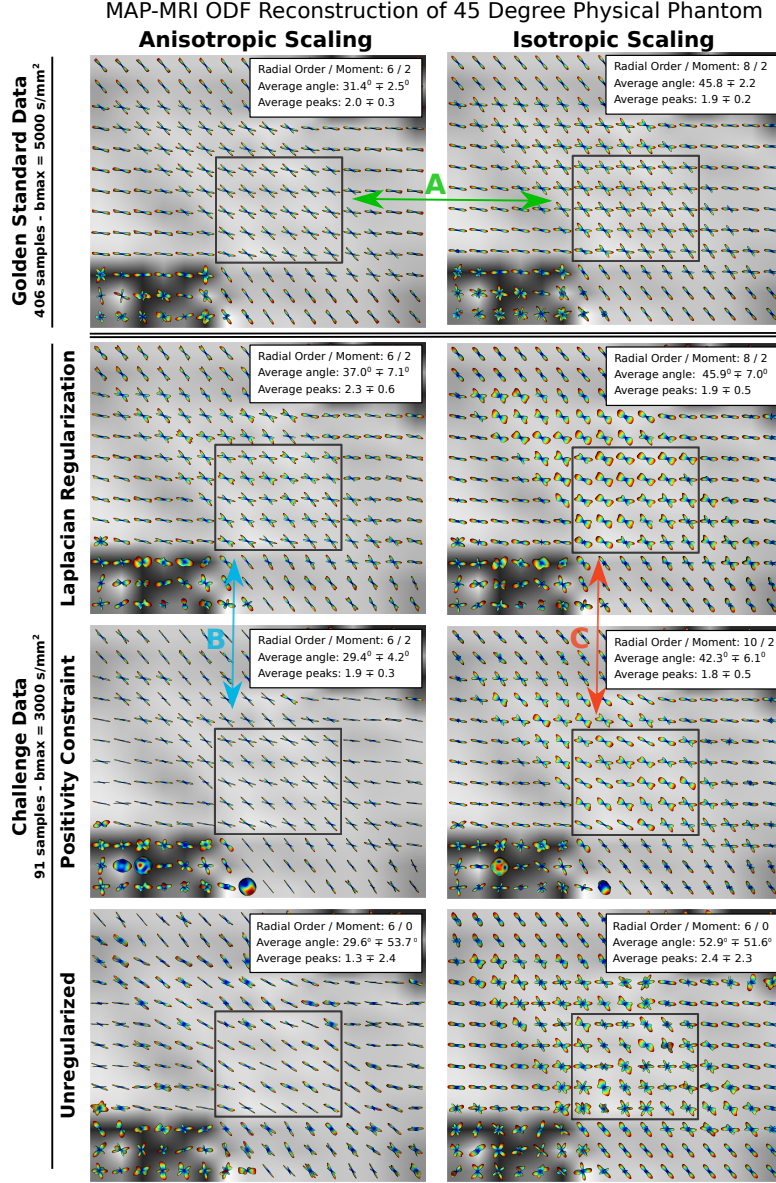 MAP-MRI ODF Reconstruction of 45 Degree Physical Phantom
Anisotropic Scaling
Isotropic Scaling
Golden Standard Data
406 samples - bmax = 5000 s/mm²
Radial Order / Moment: 6 / 2
Average angle: 31.4⁰ ∓ 2.5⁰
Average peaks: 2.0 ∓ 0.3
Radial Order / Moment: 8 / 2
Average angle: 45.8 ∓ 2.2
Average peaks: 1.9 ∓ 0.2
A
Challenge Data
91 samples - bmax = 3000 s/mm²
Laplacian Regularization
Radial Order / Moment: 6 / 2
Average angle: 37.0⁰ ∓ 7.1⁰
Average peaks: 2.3 ∓ 0.6
Radial Order / Moment: 8 / 2
Average angle: 45.9⁰ ∓ 7.0⁰
Average peaks: 1.9 ∓ 0.5
B
C
Positivity Constraint
Radial Order / Moment: 6 / 2
Average angle: 29.4⁰ ∓ 4.2⁰
Average peaks: 1.9 ∓ 0.3
Radial Order / Moment: 10 / 2
Average angle: 42.3⁰ ∓ 6.1⁰
Average peaks: 1.8 ∓ 0.5
Unregularized
Radial Order / Moment: 6 / 0
Average angle: 29.6⁰ ∓ 53.7⁰
Average peaks: 1.3 ∓ 2.4
Radial Order / Moment: 6 / 0
Average angle: 52.9⁰ ∓ 51.6⁰
Average peaks: 2.4 ∓ 2.3